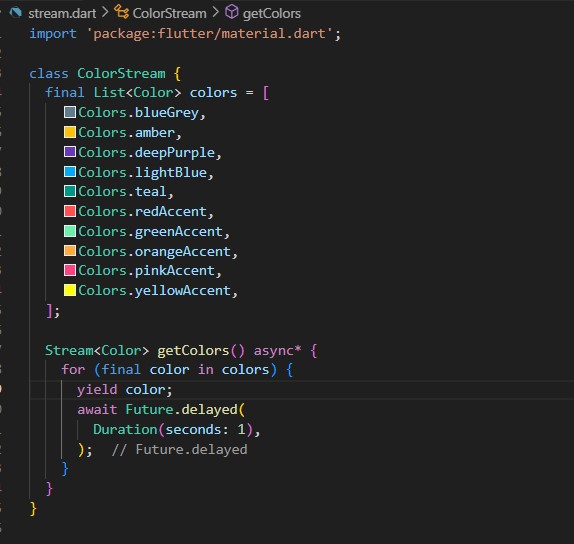 stream.dart > ColorStream > getColors
import 'package:flutter/material.dart';
class ColorStream {
  final List<Color> colors = [
    Colors.blueGrey,
    Colors.amber,
    Colors.deepPurple,
    Colors.lightBlue,
    Colors.teal,
    Colors.redAccent,
    Colors.greenAccent,
    Colors.orangeAccent,
    Colors.pinkAccent,
    Colors.yellowAccent,
  ];
  Stream<Color> getColors() async* {
    for (final color in colors) {
      yield color;
      await Future.delayed(
        Duration(seconds: 1),
      );  // Future.delayed
    }
  }
}